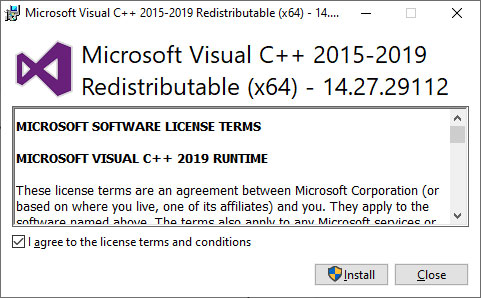 Microsoft Visual C++ 2015-2019 Redistributable (x64) - 14....
Microsoft Visual C++ 2015-2019
Redistributable (x64) - 14.27.29112
MICROSOFT SOFTWARE LICENSE TERMS
MICROSOFT VISUAL C++ 2019 RUNTIME
These license terms are an agreement between Microsoft Corporation (or
based on where you live, one of its affiliates) and you. They apply to the
software named above. The terms also apply to any Microsoft services or
I agree to the license terms and conditions
Install Close